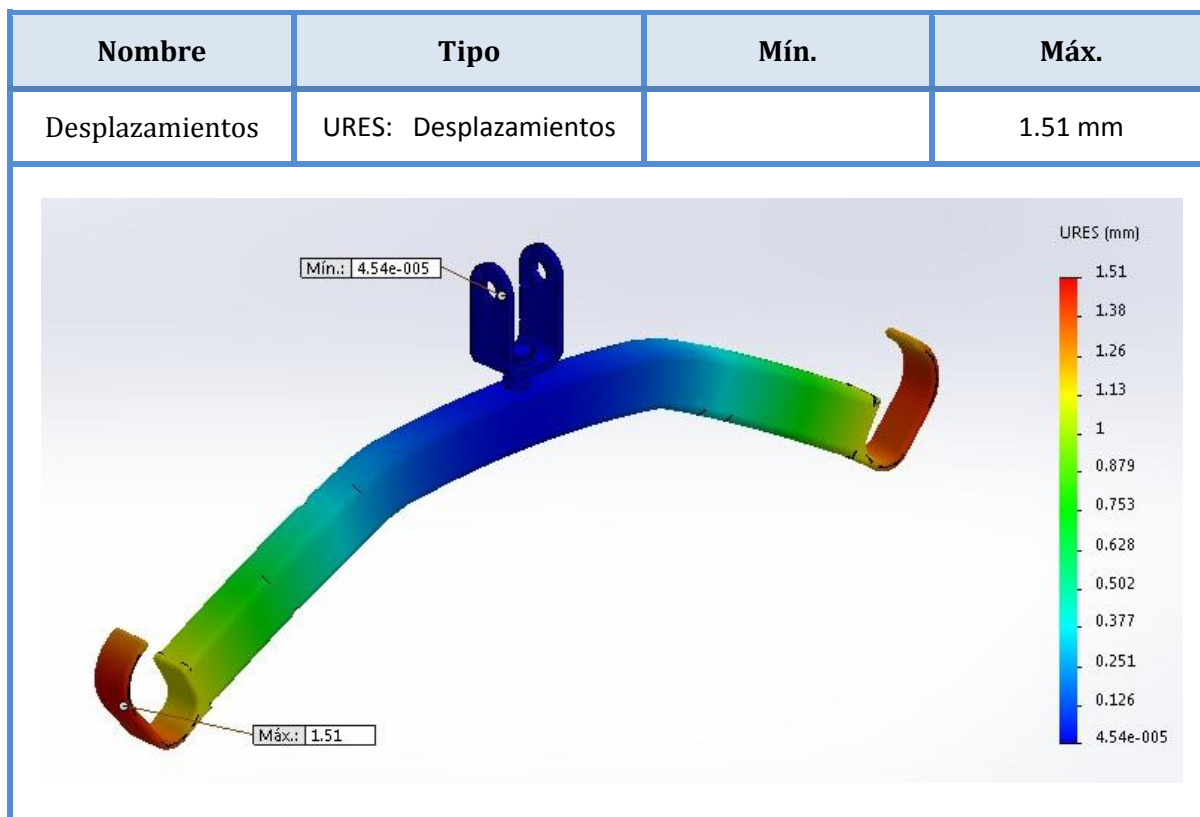 Nombre Tipo Mín. Máx.
Desplazamientos URES: Desplazamientos 1.51 mm
URES (mm)
Mín.: 4.54e-005
1.51
1.38
1.26
1.13
1
0.879
0.753
0.628
0.502
0.377
0.251
0.126
4.54e-005
Máx.: 1.51